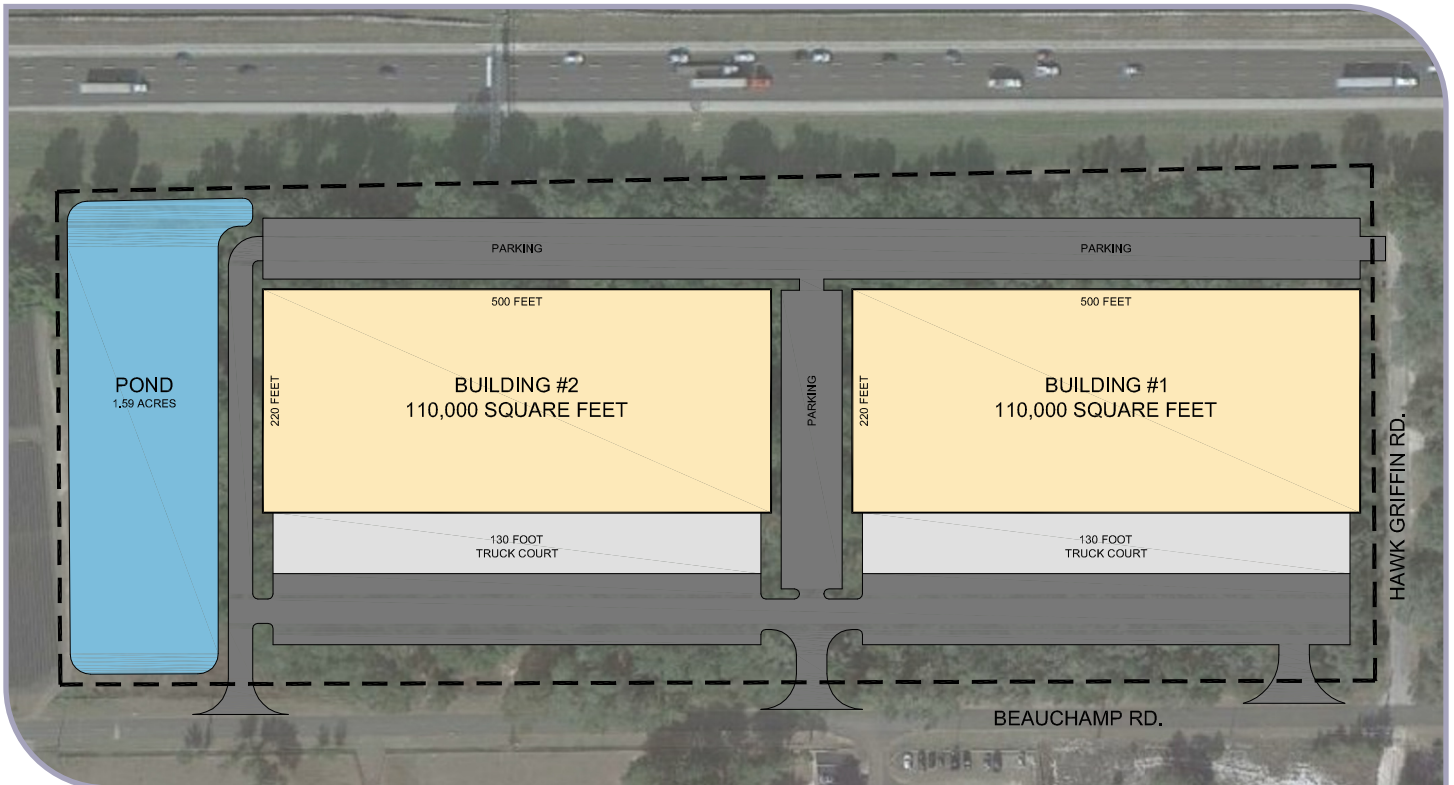 PARKING
PARKING
500 FEET
500 FEET
POND
1.59 ACRES
220 FEET
BUILDING #2
110,000 SQUARE FEET
PARKING
220 FEET
BUILDING #1
110,000 SQUARE FEET
HAWK GRIFFIN RD.
130 FOOT
TRUCK COURT
130 FOOT
TRUCK COURT
BEAUCHAMP RD.